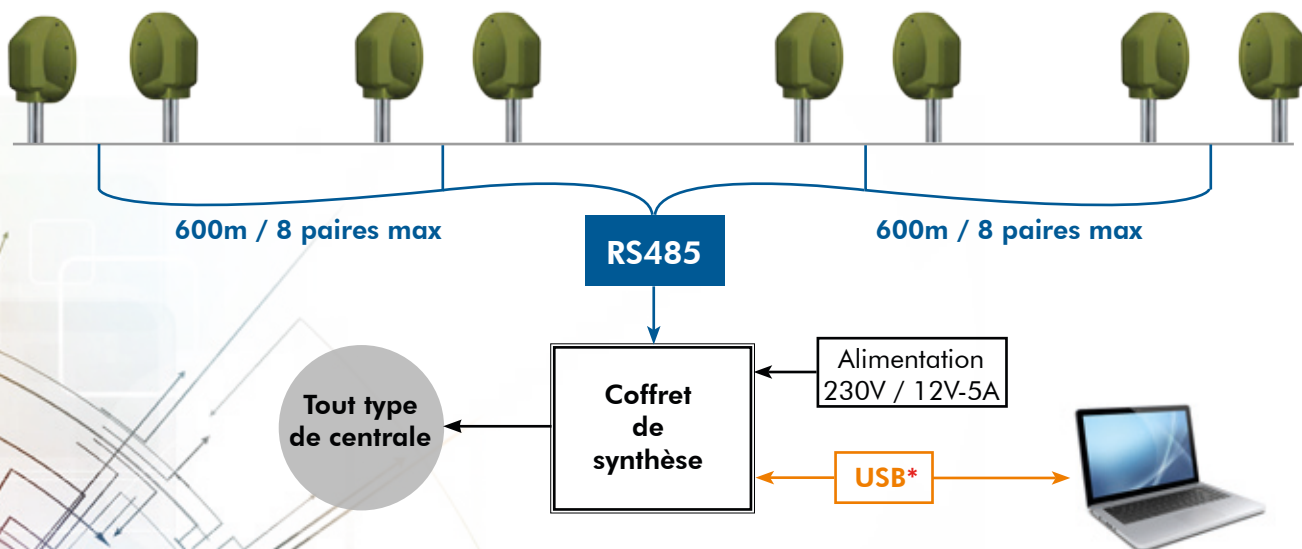 600m / 8 paires max
600m / 8 paires max
RS485
Alimentation
230V / 12V-5A
Tout type
de centrale
Coffret
de
synthèse
USB*